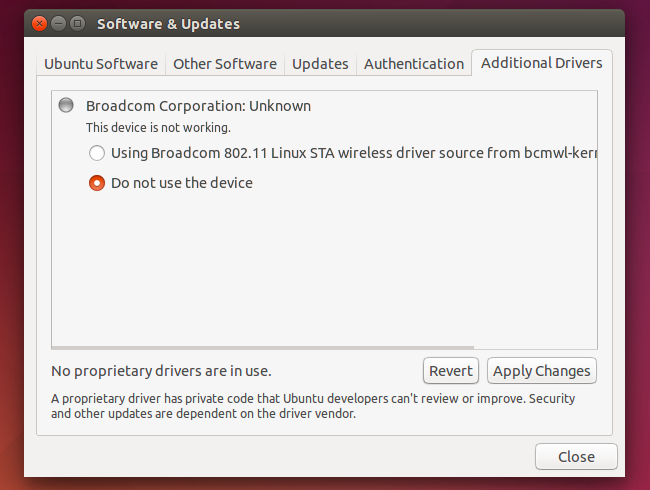 Software & Updates
Ubuntu Software
Other Software
Updates
Authentication
Additional Drivers
Broadcom Corporation: Unknown
This device is not working.
Using Broadcom 802.11 Linux STA wireless driver source from bcmwl-kern
Do not use the device
No proprietary drivers are in use.
Revert
Apply Changes
A proprietary driver has private code that Ubuntu developers can't review or improve. Security
and other updates are dependent on the driver vendor.
Close